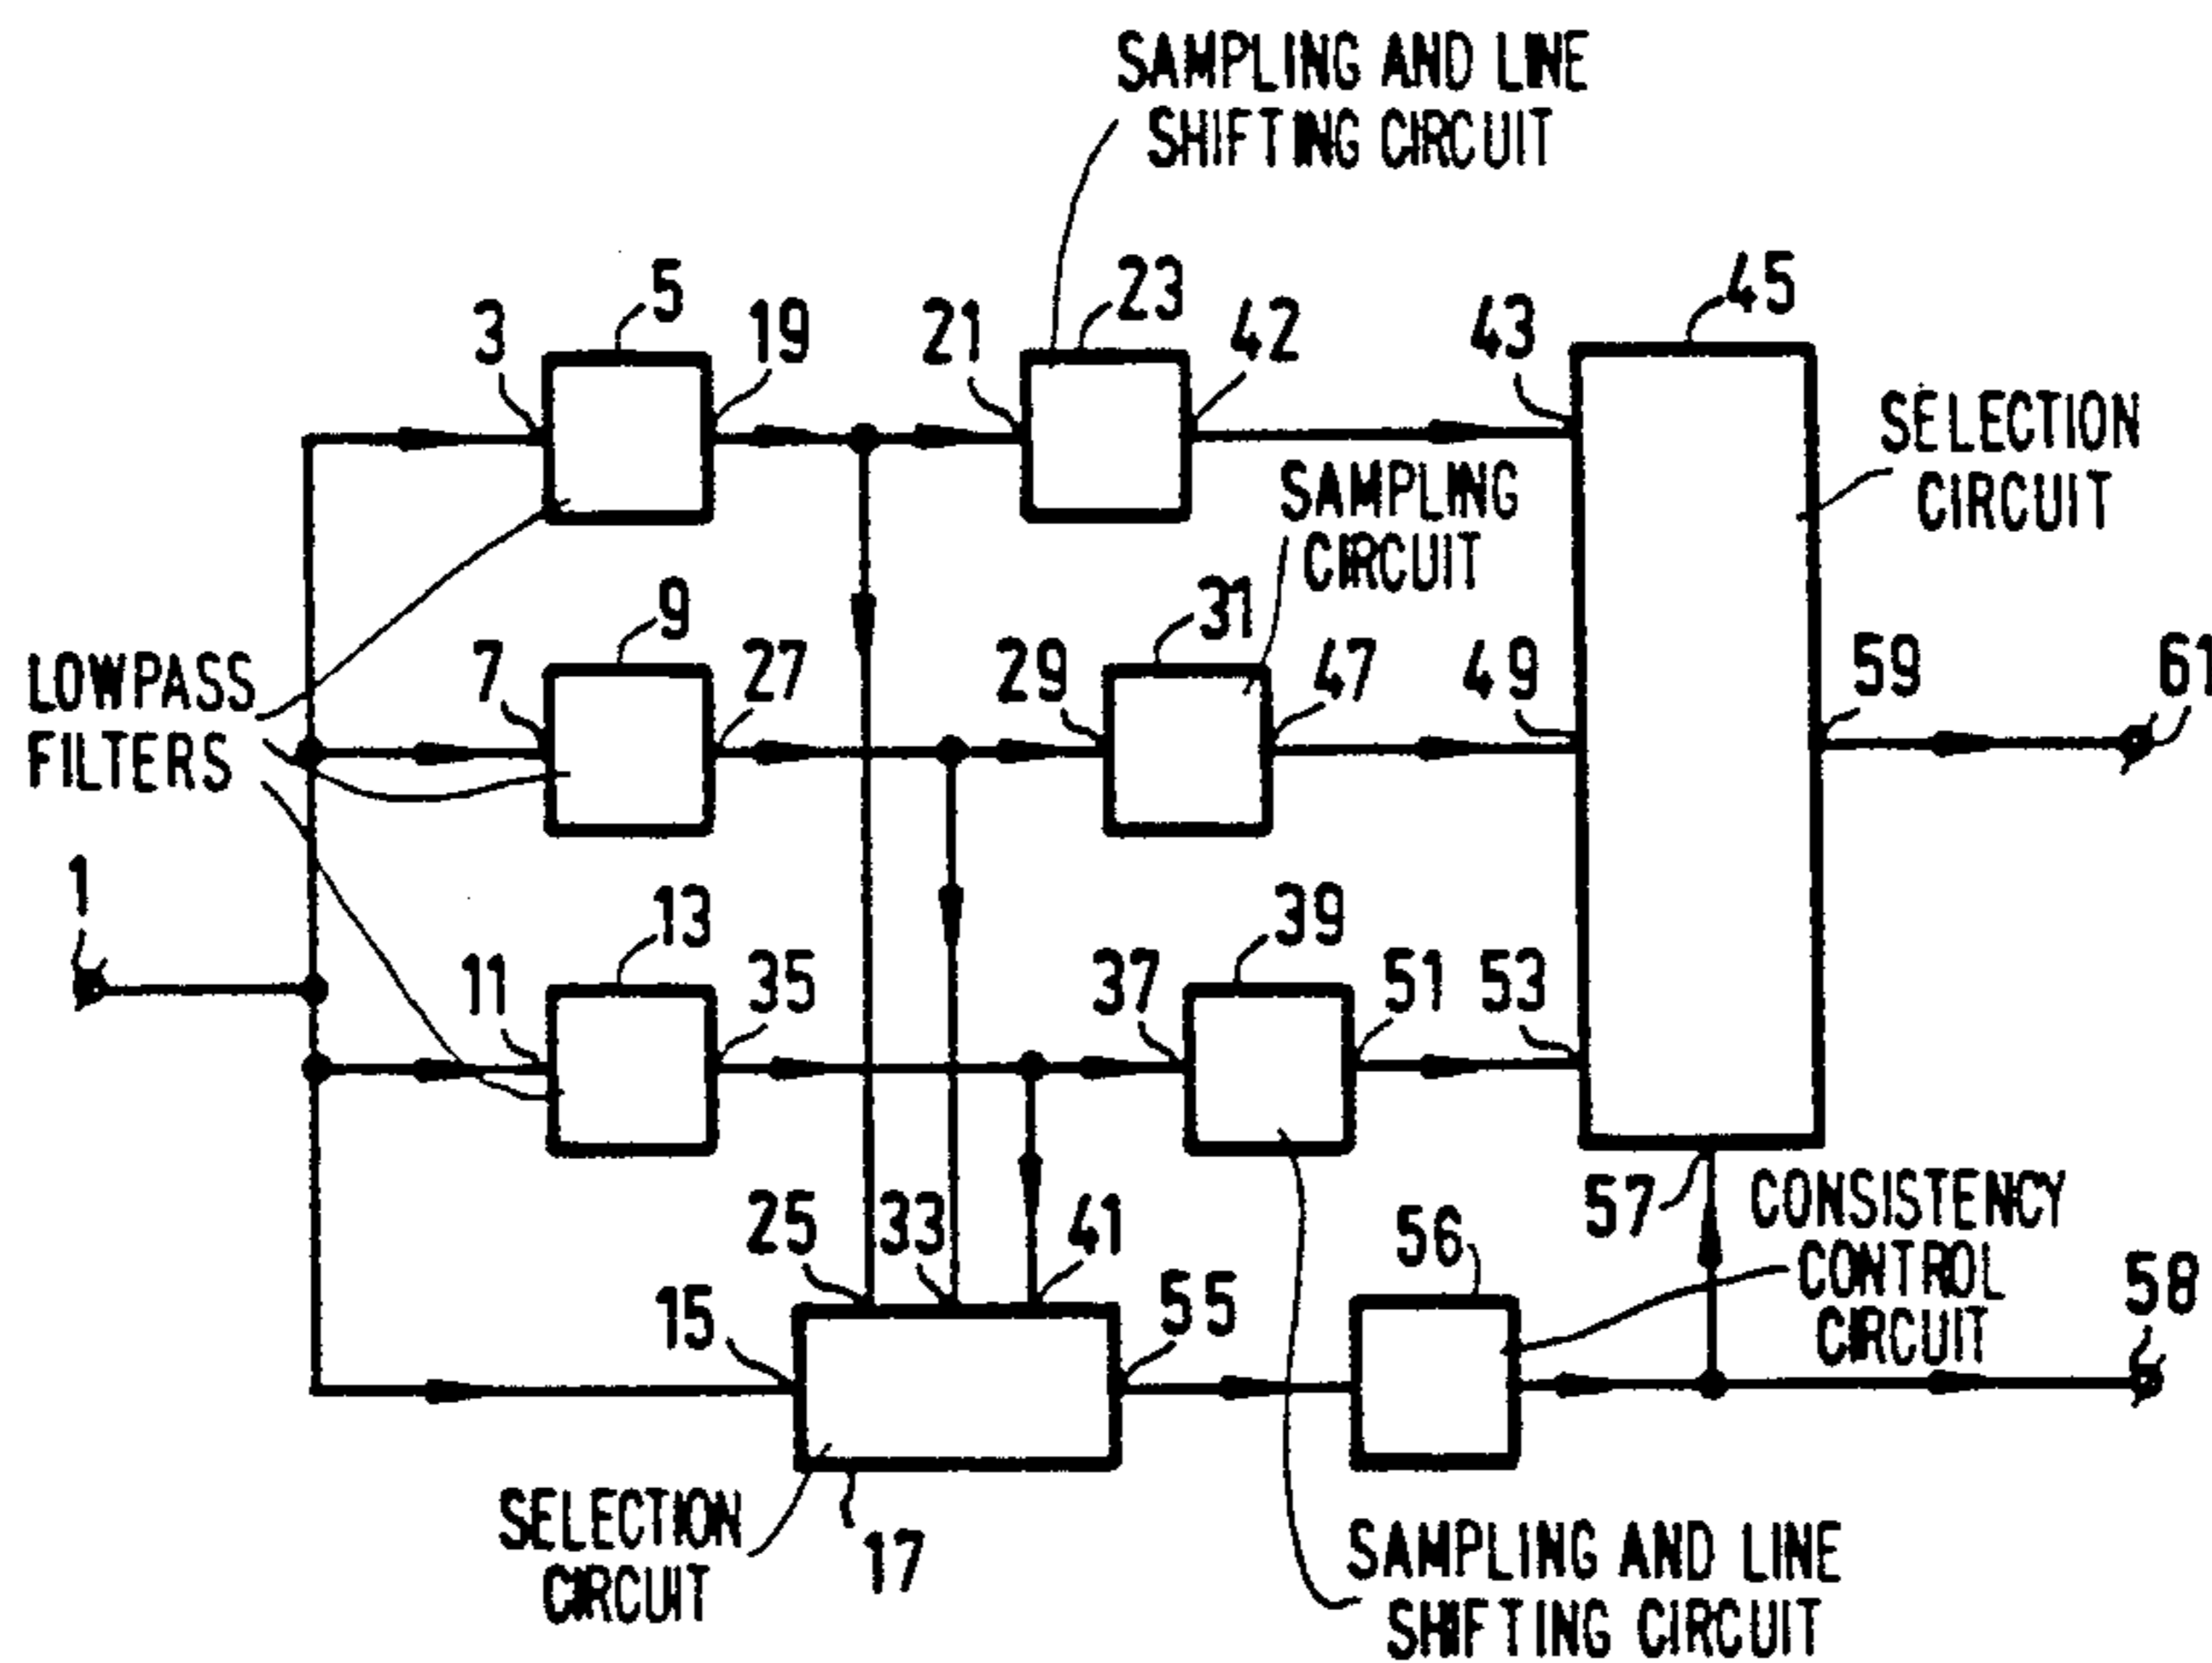 SAMPLING AND LINE
SHIFTING CIRCUIT
5
23
45
3
19
21
42
43
SELECTION
CIRCUIT
SAMPLING
CIRCUIT
9
31
7
27
29
47
49
59
61
LOWPASS
FILTERS
1
13
39
11
35
37
51
53
25
33
41
57
CONSISTENCY
CONTROL
CIRCUIT
56
58
15
55
SELECTION
CIRCUIT
17
SAMPLING AND LINE
SHIFTING CIRCUIT